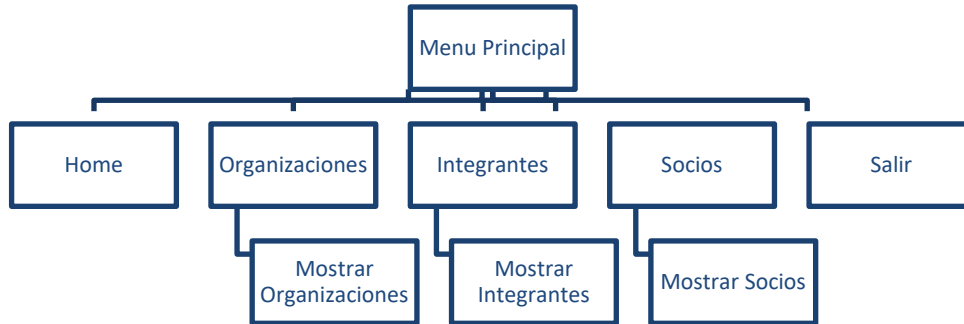 Menu Principal
Home
Organizaciones
Integrantes
Socios
Salir
Mostrar
Organizaciones
Mostrar
Integrantes
Mostrar Socios